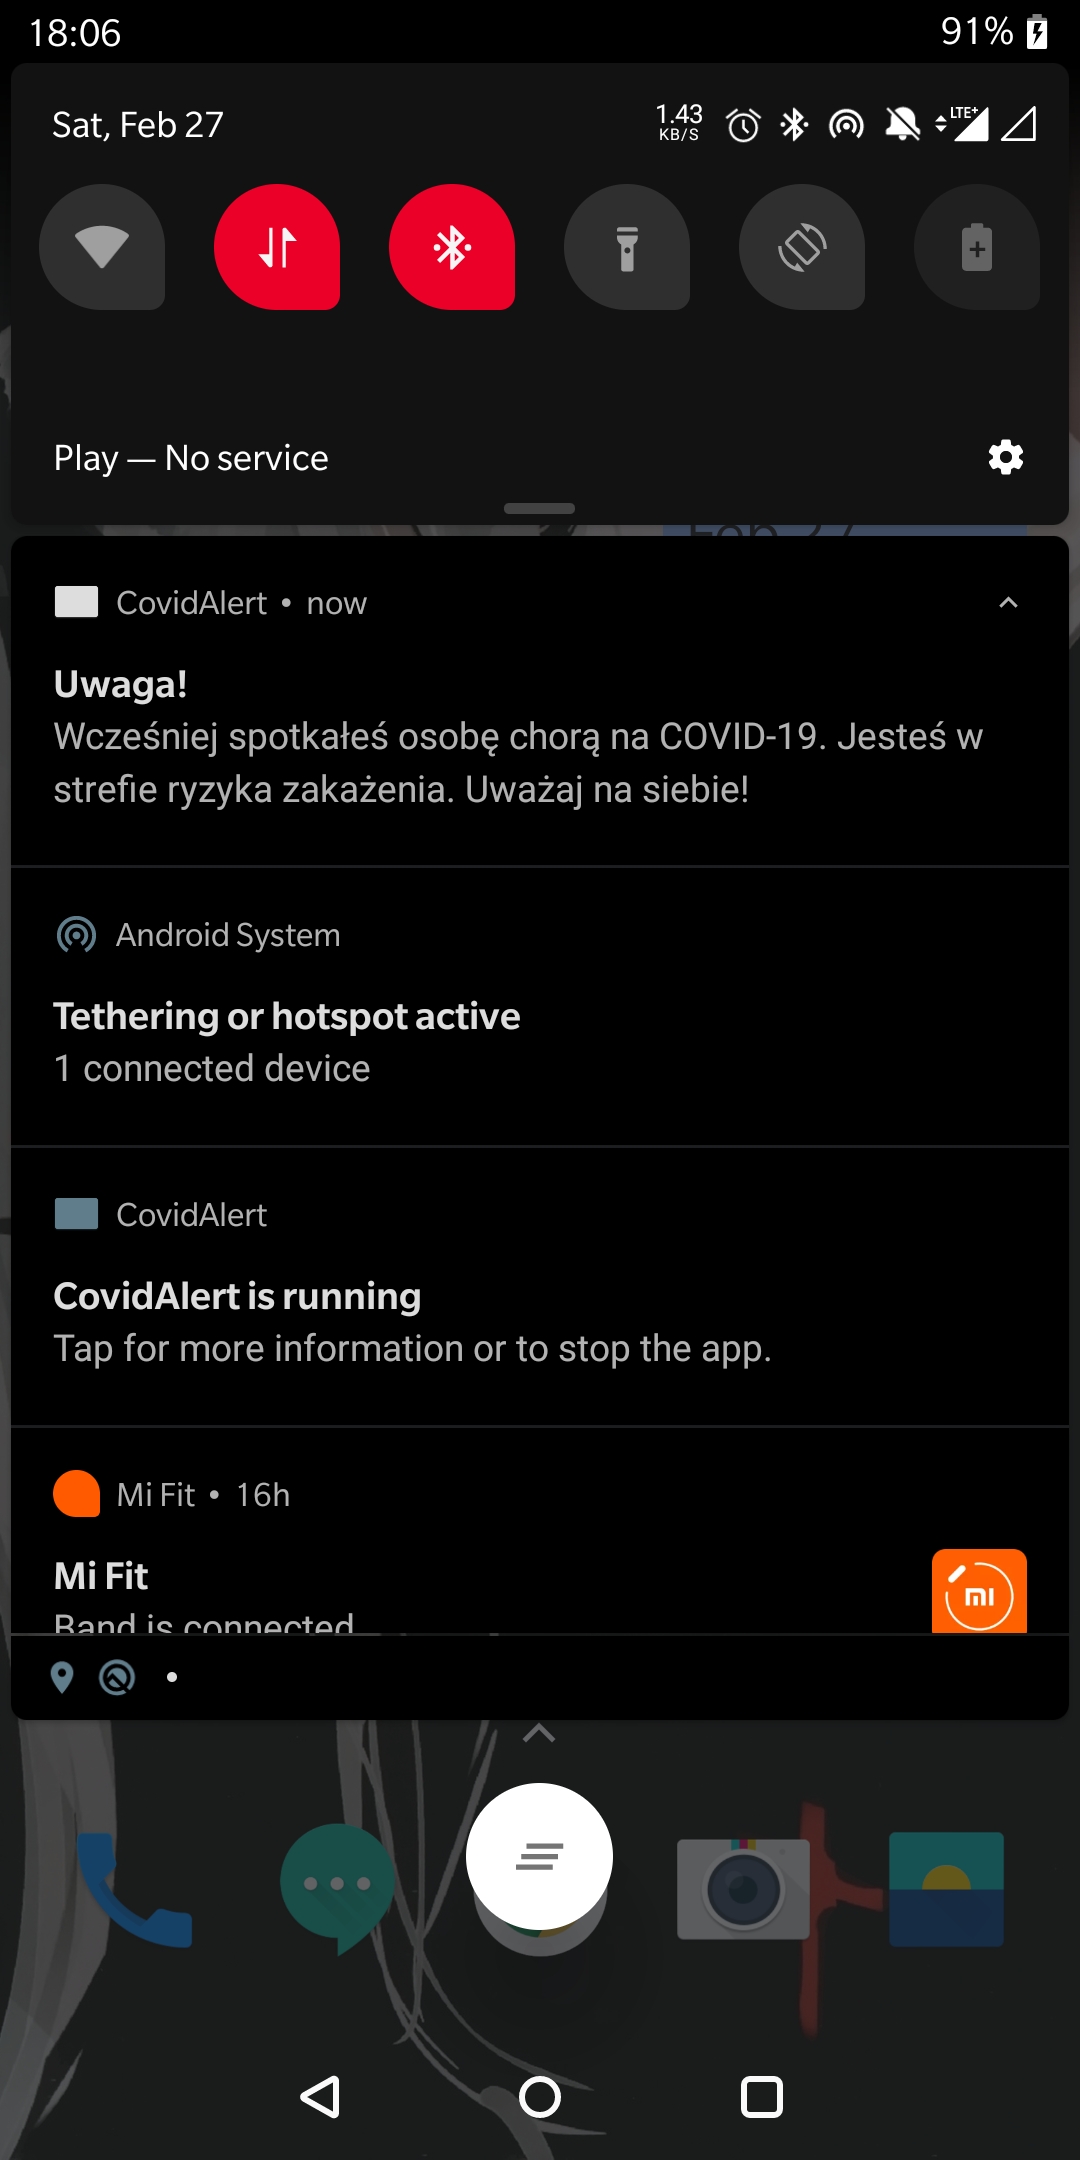 18:06
91%
Sat, Feb 27
1.43
KB/S
LTE+
Play — No service
Feb 27
CovidAlert • now
Uwaga!
Wcześniej spotkałeś osobę chorą na COVID-19. Jesteś w
strefie ryzyka zakażenia. Uważaj na siebie!
Android System
Tethering or hotspot active
1 connected device
CovidAlert
CovidAlert is running
Tap for more information or to stop the app.
Mi Fit • 16h
Mi Fit
Band is connected